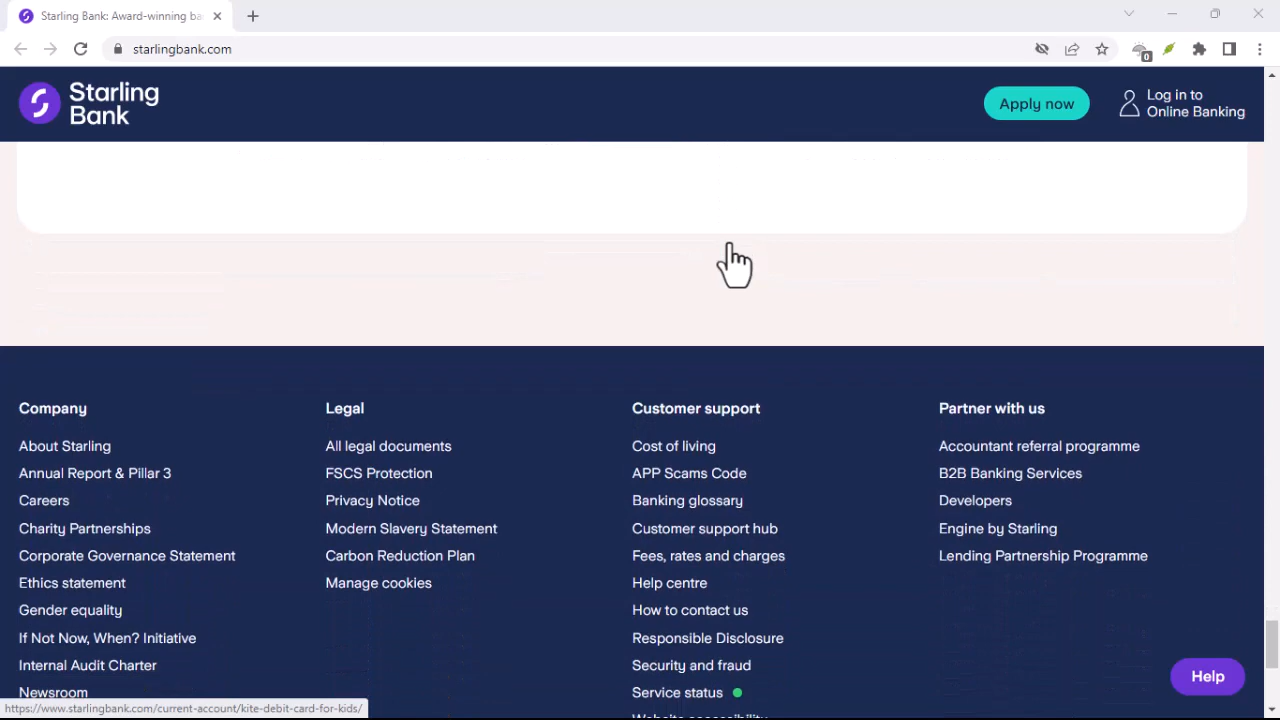 Starling Bank: Award-winning ba
starlingbank.com
0
Starling
Bank
Apply now
Log in to
Online Banking
Company
About Starling
Annual Report & Pillar 3
Careers
Charity Partnerships
Corporate Governance Statement
Ethics statement
Gender equality
If Not Now, When? Initiative
Internal Audit Charter
Newsroom
Legal
All legal documents
FSCS Protection
Privacy Notice
Modern Slavery Statement
Carbon Reduction Plan
Manage cookies
Customer support
Cost of living
APP Scams Code
Banking glossary
Customer support hub
Fees, rates and charges
Help centre
How to contact us
Responsible Disclosure
Security and fraud
Service status
Website accessibility
Partner with us
Accountant referral programme
B2B Banking Services
Developers
Engine by Starling
Lending Partnership Programme
Help
https://www.starlingbank.com/current-account/kite-debit-card-for-kids/